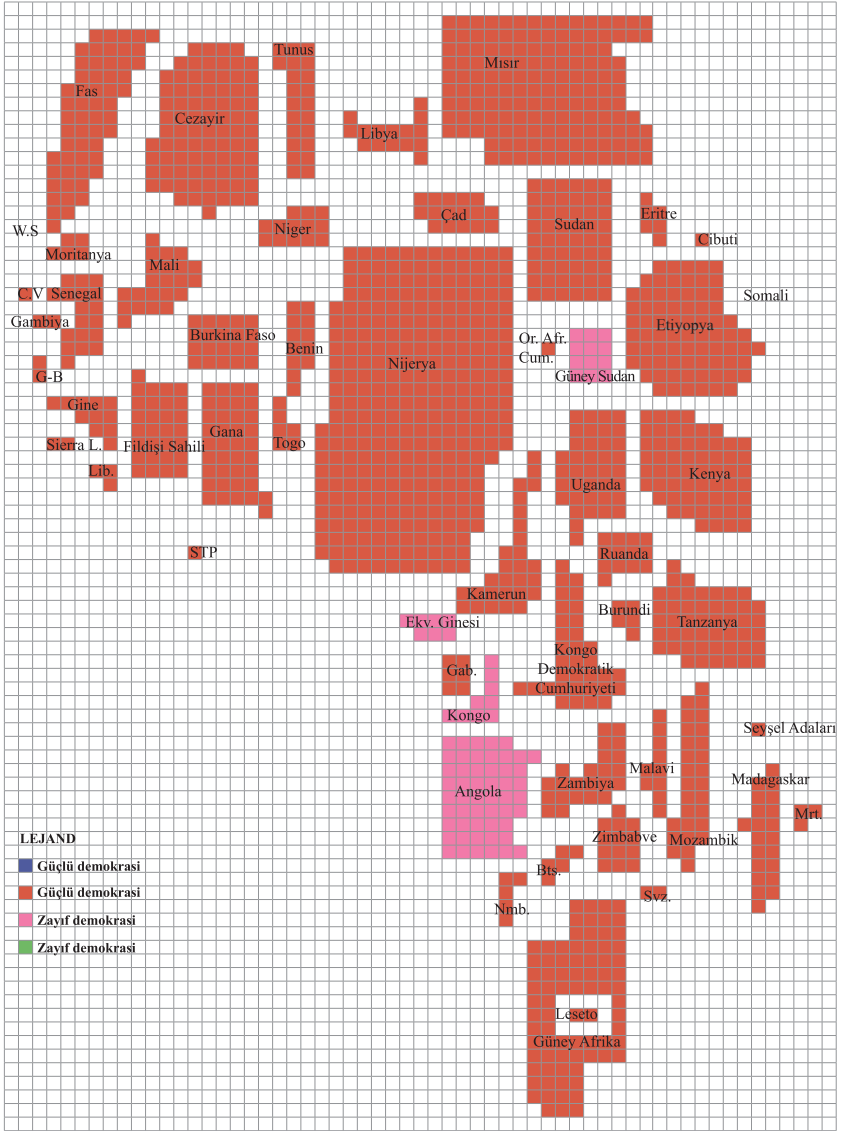 Tunus
Mısır
Fas
Cezayir
Libya
Çad
Eritre
Sudan
Niger
W.S
Cibuti
Moritanya
Mali
C.V
Senegal
Somali
Gambiya
Etiyopya
Burkina Faso
Or. Afr.
Cum.
Benin
Nijerya
G-B
Güney Sudan
Gine
Gana
Sierra L.
Fildişi Sahili
Togo
Lib.
Kenya
Uganda
STP
Ruanda
Kamerun
Burundi
Ekv. Ginesi
Tanzanya
Kongo
Demokratik
Cumhuriyeti
Gab.
Kongo
Seyşel Adaları
Malavi
Madagaskar
Zambiya
Angola
Mrt.
Zimbabve
Mozambik
Bts.
Svz.
Nmb.
LEJAND
Güçlü demokrasi
Güçlü demokrasi
Zayıf demokrasi
Zayıf demokrasi
Leseto
Güney Afrika